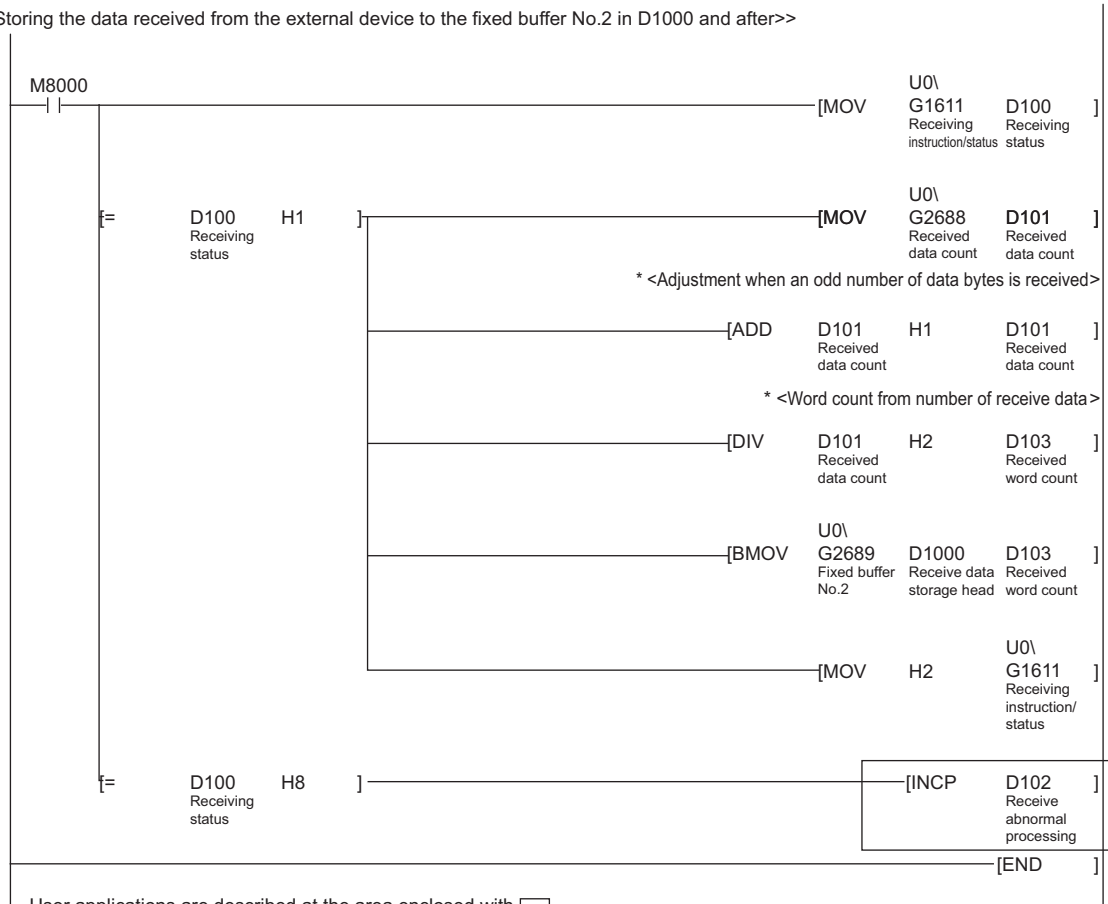 Storing the data received from the external device to the fixed buffer No.2 in D1000 and after>>
M8000
[MOV U0\ G1611 D100 ]
Receiving instruction/status Receiving status
[= D100 H1 ] [MOV U0\ G2688 D101 ]
Receiving status Received data count Received data count
* <Adjustment when an odd number of data bytes is received>
[ADD D101 H1 D101 ]
Received data count Received data count
* <Word count from number of receive data>
[DIV D101 H2 D103 ]
Received data count Received word count
[BMOV U0\ G2689 D1000 D103 ]
Fixed buffer No.2 Receive data storage head Received word count
[MOV H2 U0\ G1611 ]
Receiving instruction/ status
[= D100 H8 ] [INCP D102 ]
Receiving status Receive abnormal processing
[END ]
User applications are described at the area enclosed with